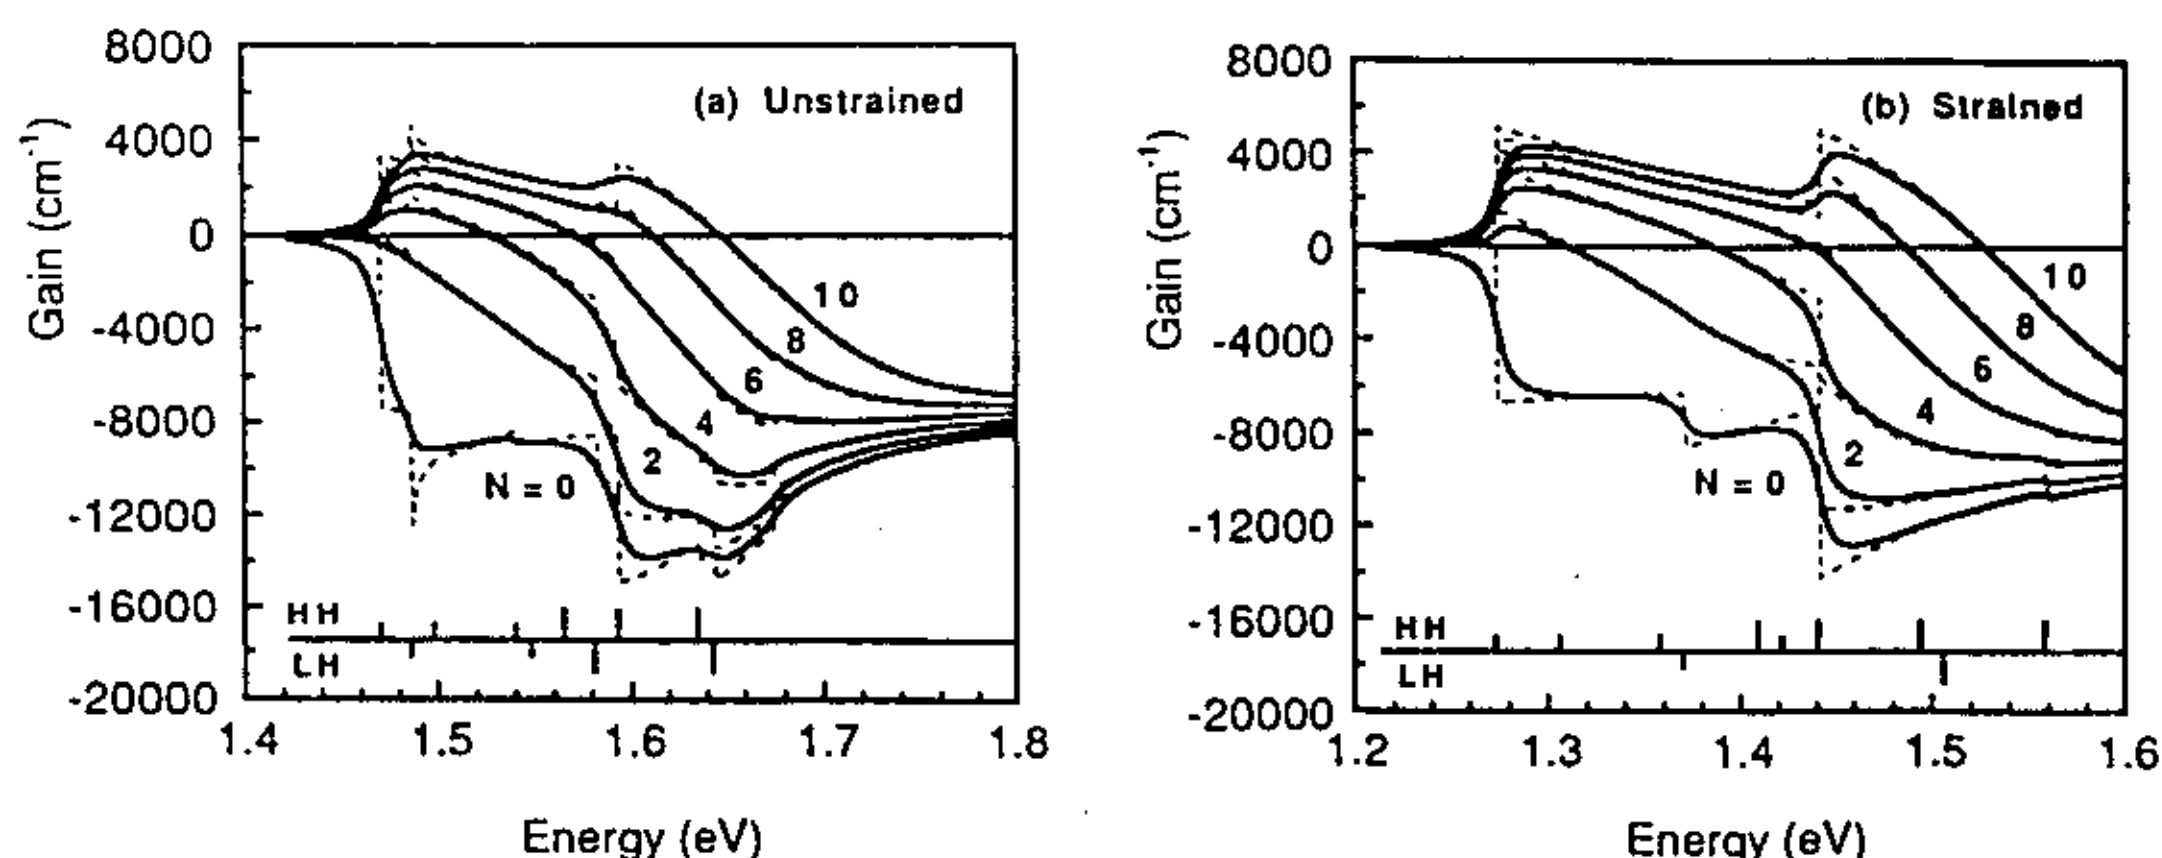 8000
4000
0
-4000
-8000
-12000
-16000
-20000
Gain (cm⁻¹)
(a) Unstrained
10
8
6
4
2
N = 0
HH
LH
1.4 1.5 1.6 1.7 1.8
Energy (eV)
8000
4000
0
-4000
-8000
-12000
-16000
-20000
Gain (cm⁻¹)
(b) Strained
10
8
6
4
2
N = 0
HH
LH
1.2 1.3 1.4 1.5 1.6
Energy (eV)